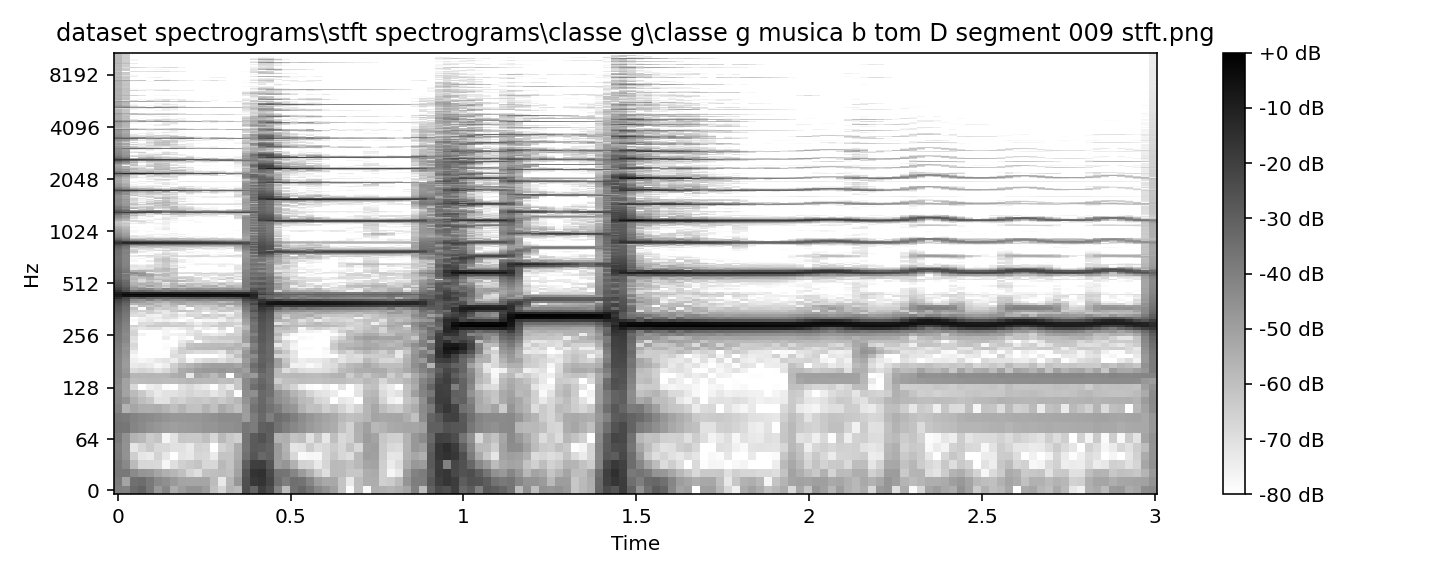 dataset spectrograms\stft spectrograms\classe g\classe g musica b tom D segment 009 stft.png
8192
4096
2048
1024
512
256
128
64
0
Hz
0
0.5
1
1.5
2
2.5
3
Time
+0 dB
-10 dB
-20 dB
-30 dB
-40 dB
-50 dB
-60 dB
-70 dB
-80 dB